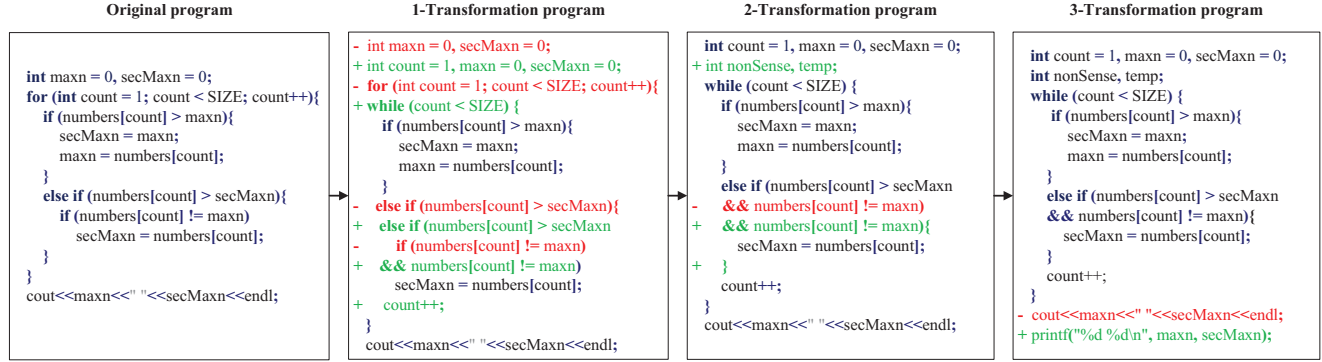 Original program
int maxn = 0, secMaxn = 0;
for (int count = 1; count < SIZE; count++){
if (numbers[count] > maxn){
secMaxn = maxn;
maxn = numbers[count];
}
else if (numbers[count] > secMaxn){
if (numbers[count] != maxn)
secMaxn = numbers[count];
}
}
cout<<maxn<<" "<<secMaxn<<endl;
1-Transformation program
- int maxn = 0, secMaxn = 0;
+ int count = 1, maxn = 0, secMaxn = 0;
- for (int count = 1; count < SIZE; count++){
+ while (count < SIZE) {
if (numbers[count] > maxn){
secMaxn = maxn;
maxn = numbers[count];
}
- else if (numbers[count] > secMaxn){
+ else if (numbers[count] > secMaxn
- if (numbers[count] != maxn)
+ && numbers[count] != maxn)
secMaxn = numbers[count];
+ count++;
}
cout<<maxn<<" "<<secMaxn<<endl;
2-Transformation program
int count = 1, maxn = 0, secMaxn = 0;
+ int nonSense, temp;
while (count < SIZE) {
if (numbers[count] > maxn){
secMaxn = maxn;
maxn = numbers[count];
}
else if (numbers[count] > secMaxn
- && numbers[count] != maxn)
+ && numbers[count] != maxn){
secMaxn = numbers[count];
+ }
count++;
}
cout<<maxn<<" "<<secMaxn<<endl;
3-Transformation program
int count = 1, maxn = 0, secMaxn = 0;
int nonSense, temp;
while (count < SIZE) {
if (numbers[count] > maxn){
secMaxn = maxn;
maxn = numbers[count];
}
else if (numbers[count] > secMaxn
&& numbers[count] != maxn){
secMaxn = numbers[count];
}
count++;
}
- cout<<maxn<<" "<<secMaxn<<endl;
+ printf("%d %d\n", maxn, secMaxn);